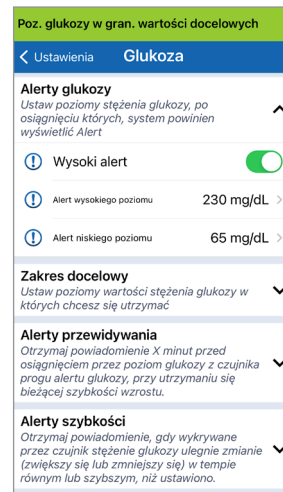 Poz. glukozy w gran. wartości docelowych
Ustawienia Glukoza
Alerty glukozy
Ustaw poziomy stężenia glukozy, po
osiągnięciu których, system powinien
wyświetlić Alert
Wysoki alert
Alert wysokiego poziomu 230 mg/dL
Alert niskiego poziomu 65 mg/dL
Zakres docelowy
Ustaw poziomy wartości stężenia glukozy w
których chcesz się utrzymać
Alerty przewidywania
Otrzymaj powiadomienie X minut przed
osiągnięciem przez poziom glukozy z czujnika
progu alertu glukozy, przy utrzymaniu się
bieżącej szybkości wzrostu.
Alerty szybkości
Otrzymaj powiadomienie, gdy wykrywane
przez czujnik stężenie glukozy ulegnie zmianie
(zwiększy się lub zmniejszy się) w tempie
równym lub szybszym, niż ustawiono.